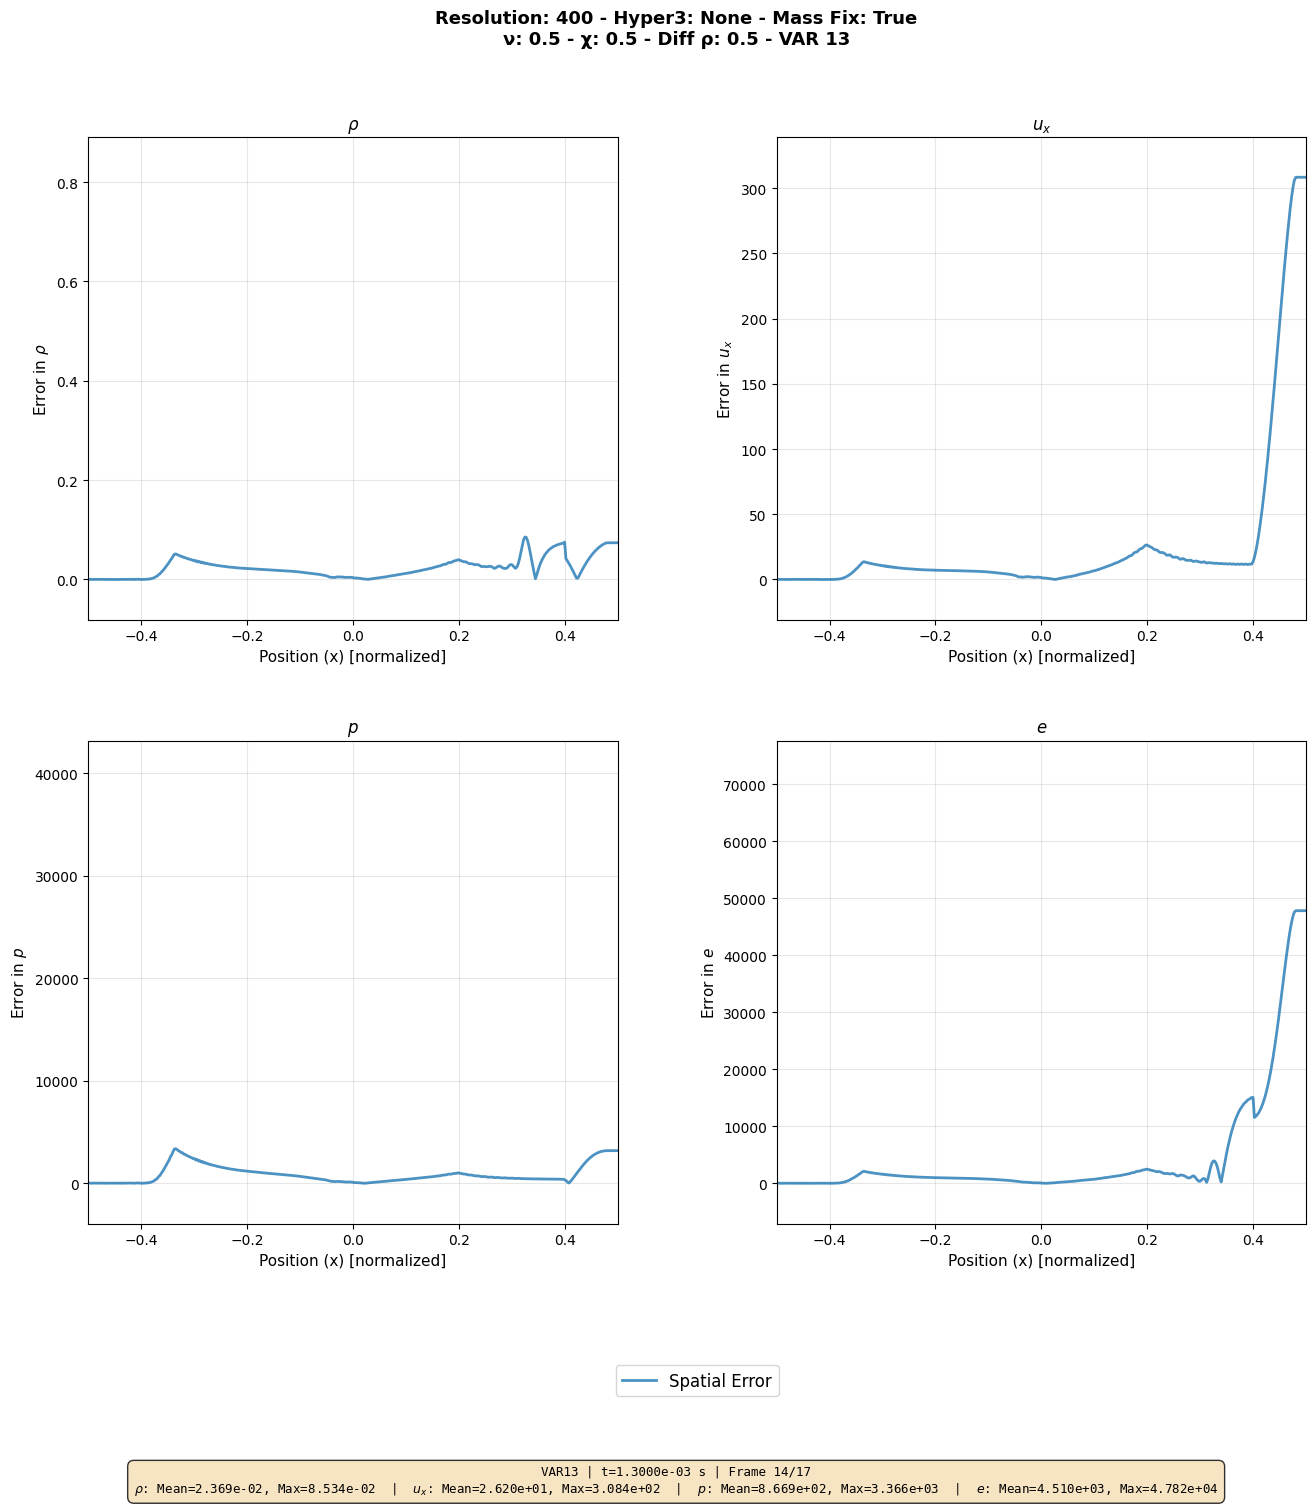 Resolution: 400 - Hyper3: None - Mass Fix: True
ν: 0.5 - χ: 0.5 - Diff ρ: 0.5 - VAR 13
ρ
0.8
0.6
0.4
0.2
0.0
Error in ρ
−0.4 −0.2 0.0 0.2 0.4
Position (x) [normalized]
uₓ
300
250
200
150
100
50
0
Error in uₓ
−0.4 −0.2 0.0 0.2 0.4
Position (x) [normalized]
p
40000
30000
20000
10000
0
Error in p
−0.4 −0.2 0.0 0.2 0.4
Position (x) [normalized]
e
70000
60000
50000
40000
30000
20000
10000
0
Error in e
−0.4 −0.2 0.0 0.2 0.4
Position (x) [normalized]
Spatial Error
VAR13 | t=1.3000e-03 s | Frame 14/17
ρ: Mean=2.369e-02, Max=8.534e-02 | uₓ: Mean=2.620e+01, Max=3.084e+02 | p: Mean=8.669e+02, Max=3.366e+03 | e: Mean=4.510e+03, Max=4.782e+04